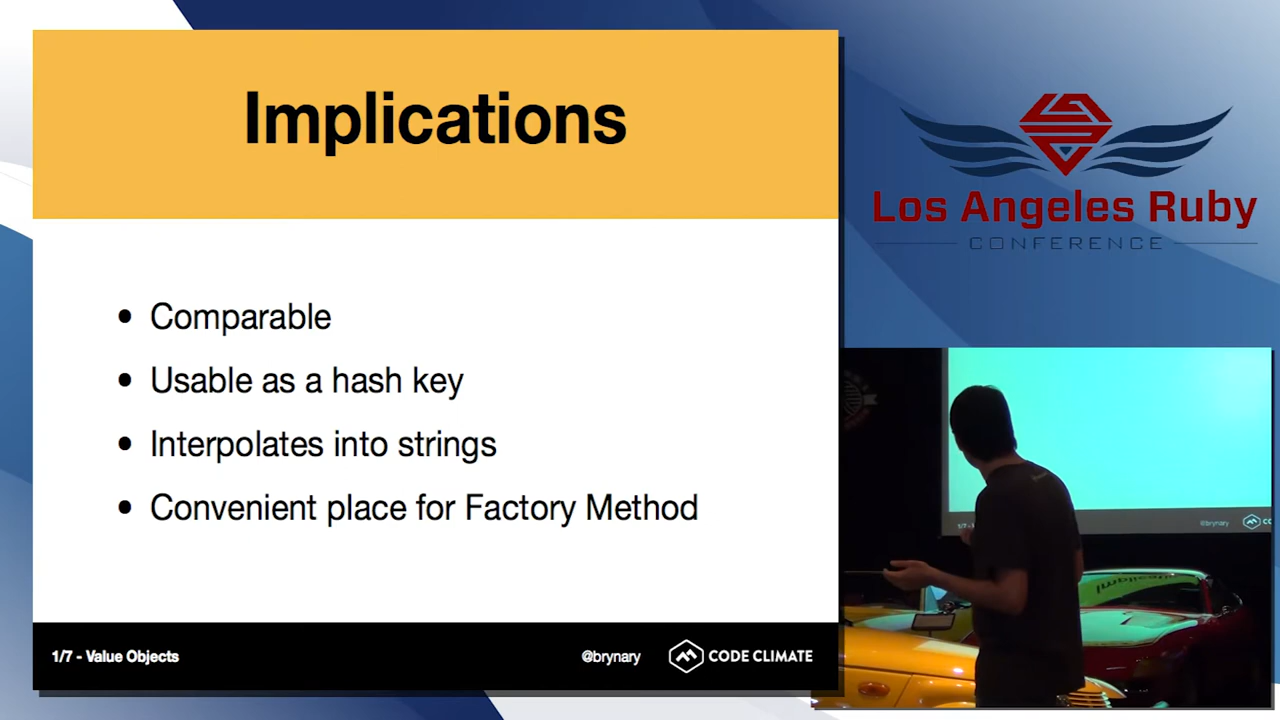 Implications
• Comparable
• Usable as a hash key
• Interpolates into strings
• Convenient place for Factory Method
1/7 - Value Objects
@brynary
CODE CLIMATE
Los Angeles Ruby
CONFERENCE
@brynary